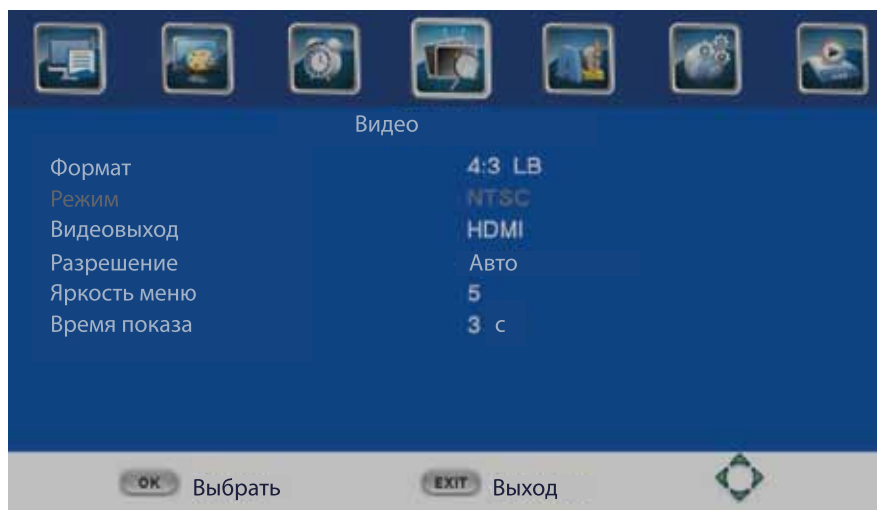 Видео
Формат 4:3 LB
Режим NTSC
Видеовыход HDMI
Разрешение Авто
Яркость меню 5
Время показа 3 с
OK Выбрать EXIT Выход